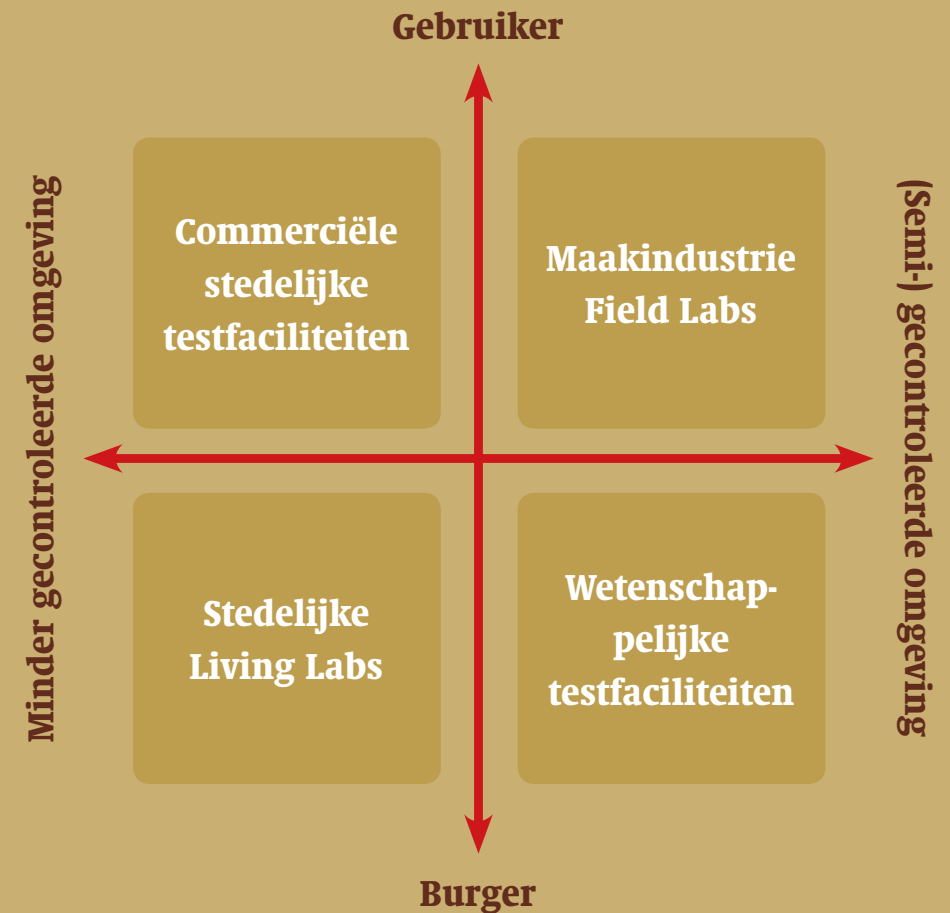 Gebruiker
Minder gecontroleerde omgeving
Commerciële
stedelijke
testfaciliteiten
Maakindustrie
Field Labs
(Semi-) gecontroleerde omgeving
Stedelijke
Living Labs
Wetenschap-
pelijke
testfaciliteiten
Burger